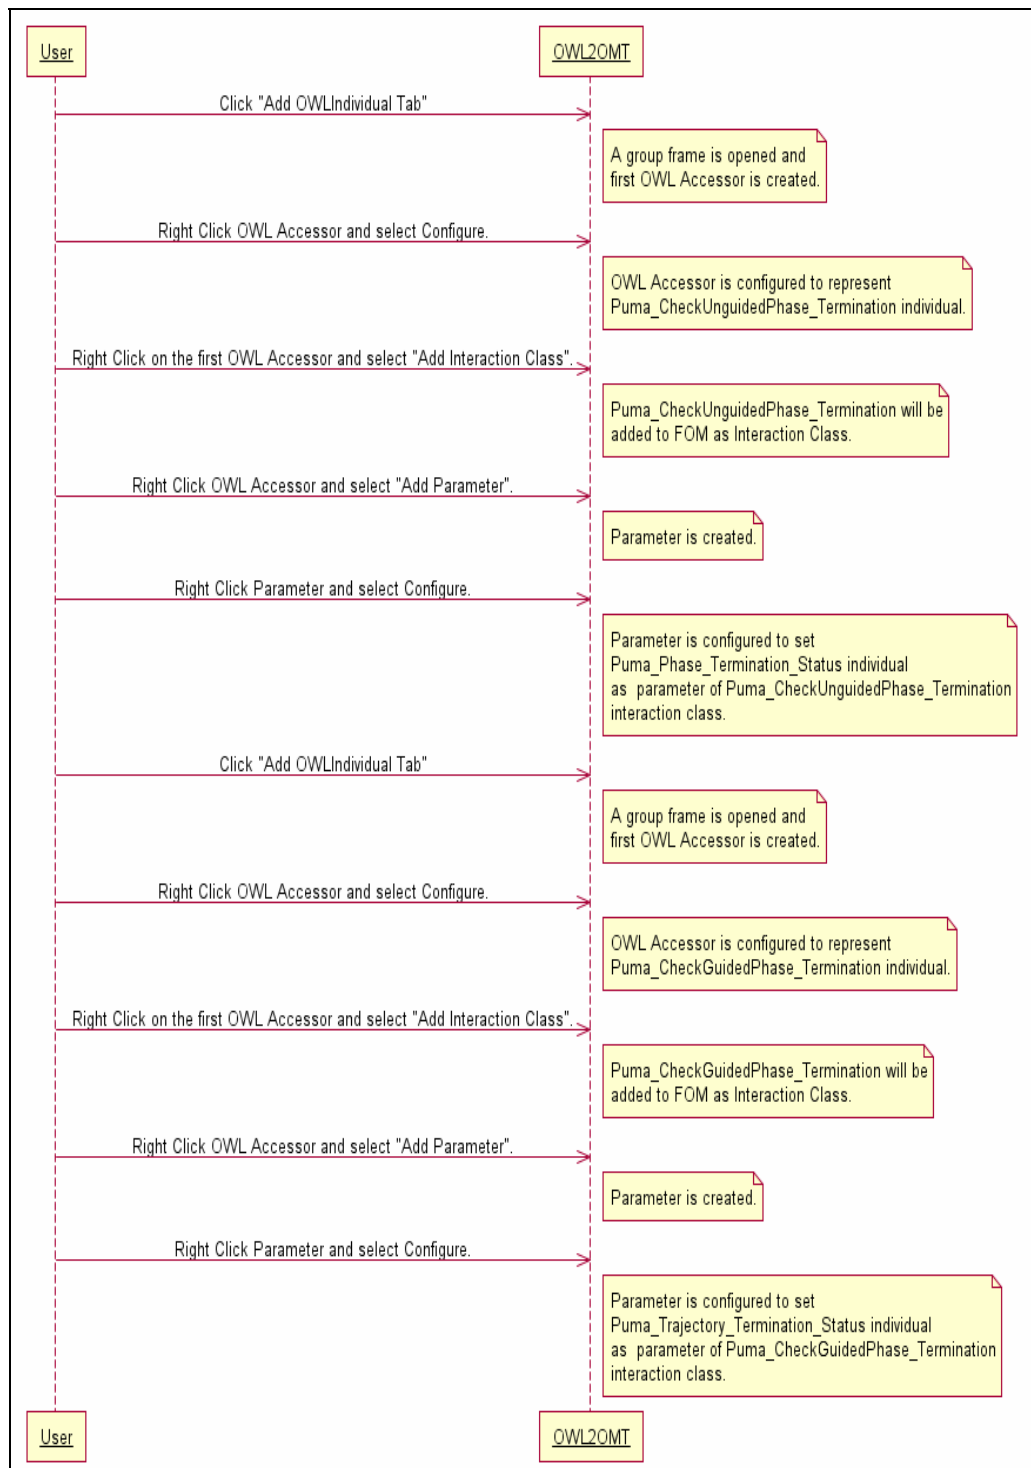 User
OWL2OMT
Click "Add OWLIndividual Tab"
A group frame is opened and
first OWL Accessor is created.
Right Click OWL Accessor and select Configure.
OWL Accessor is configured to represent
Puma_CheckUnguidedPhase_Termination individual.
Right Click on the first OWL Accessor and select "Add Interaction Class".
Puma_CheckUnguidedPhase_Termination will be
added to FOM as Interaction Class.
Right Click OWL Accessor and select "Add Parameter".
Parameter is created.
Right Click Parameter and select Configure.
Parameter is configured to set
Puma_Phase_Termination_Status individual
as parameter of Puma_CheckUnguidedPhase_Termination
interaction class.
Click "Add OWLIndividual Tab"
A group frame is opened and
first OWL Accessor is created.
Right Click OWL Accessor and select Configure.
OWL Accessor is configured to represent
Puma_CheckGuidedPhase_Termination individual.
Right Click on the first OWL Accessor and select "Add Interaction Class".
Puma_CheckGuidedPhase_Termination will be
added to FOM as Interaction Class.
Right Click OWL Accessor and select "Add Parameter".
Parameter is created.
Right Click Parameter and select Configure.
Parameter is configured to set
Puma_Trajectory_Termination_Status individual
as parameter of Puma_CheckGuidedPhase_Termination
interaction class.
User
OWL2OMT